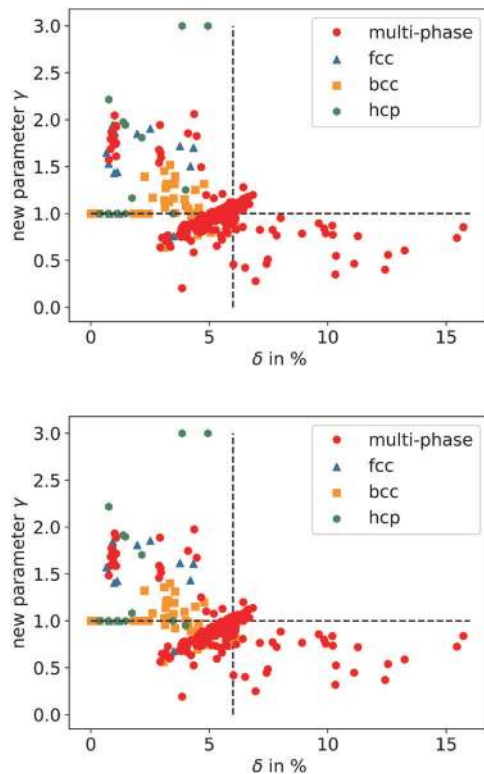 3.0
2.5
2.0
1.5
1.0
0.5
0.0
new parameter γ
multi-phase
fcc
bcc
hcp
0 5 10 15
δ in %
3.0
2.5
2.0
1.5
1.0
0.5
0.0
new parameter γ
multi-phase
fcc
bcc
hcp
0 5 10 15
δ in %